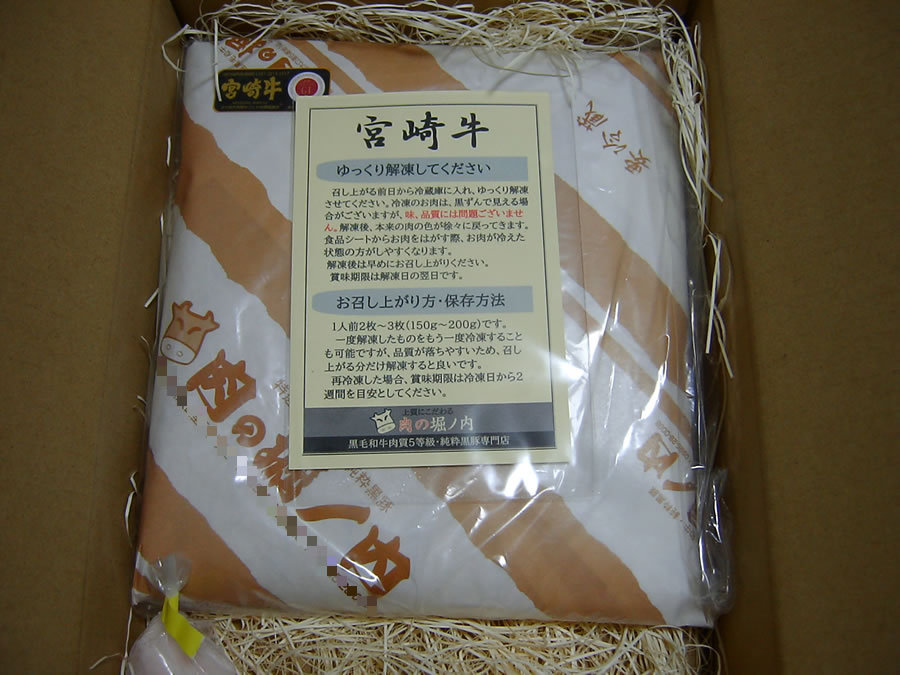 宮崎牛
宮崎牛
ゆっくり解凍してください
召し上がる前日から冷蔵庫に入れ、ゆっくり解凍
させてください。冷凍のお肉は、黒ずんで見える場
合がございますが、味、品質には問題ございませ
ん。解凍後、本来の肉の色が徐々に戻ってきます。
食品シートからお肉をはがす際、お肉が冷えた
状態の方がしやすくなります。
解凍後は早めにお召し上がりください。
賞味期限は解凍日の翌日です。
お召し上がり方・保存方法
1人前2枚〜3枚(150g〜200g)です。
一度解凍したものをもう一度冷凍すること
も可能ですが、品質が落ちやすいため、召し
上がる分だけ解凍すると良いです。
再冷凍した場合、賞味期限は冷凍日から2
週間を目安としてください。
上質にこだわる
肉の堀ノ内
黒毛和牛肉質5等級・純粋黒豚専門店
肉の堀ノ内
純粋黒豚